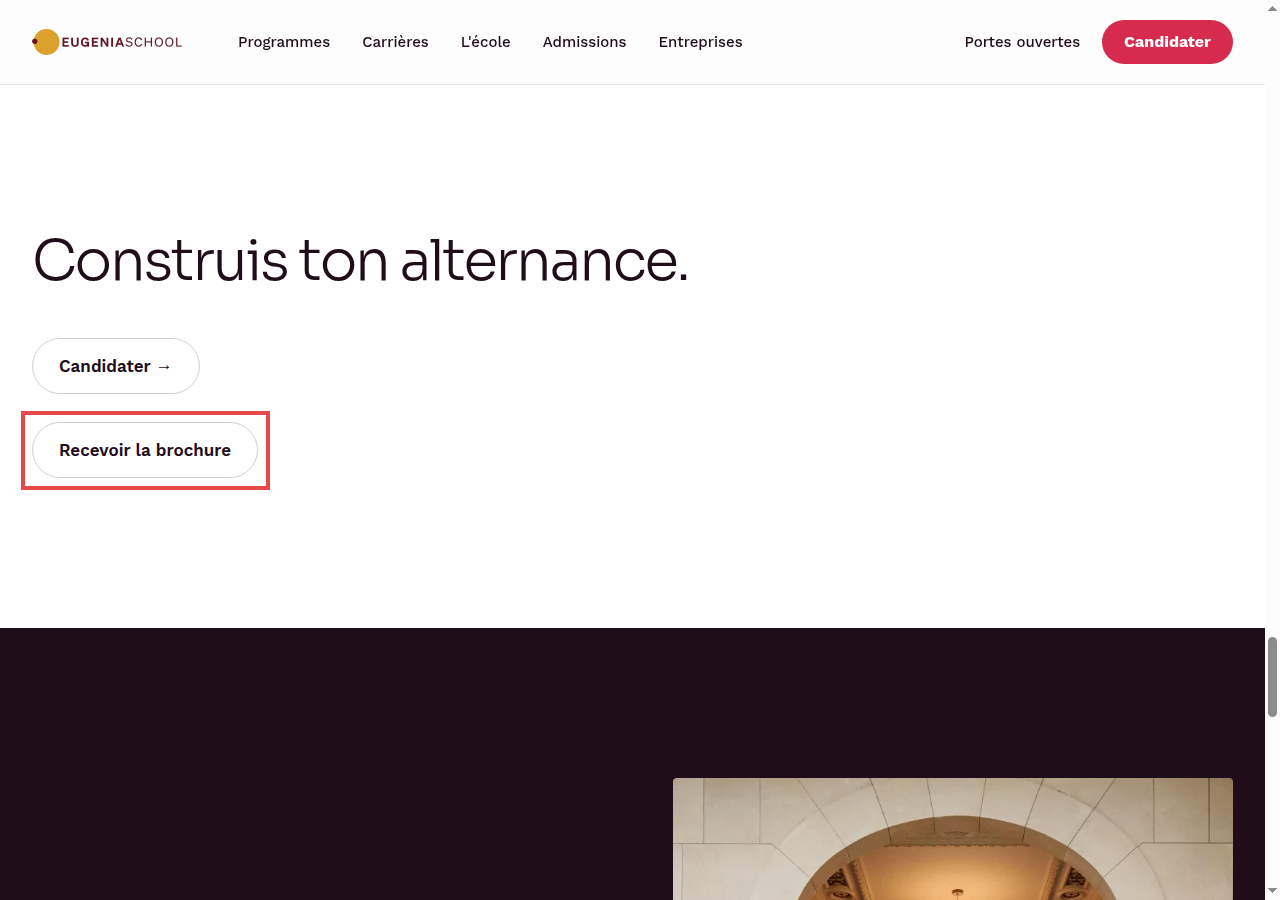 EUGENIASCHOOL
Programmes
Carrières
L'école
Admissions
Entreprises
Portes ouvertes
Candidater
Construis ton alternance.
Candidater →
Recevoir la brochure